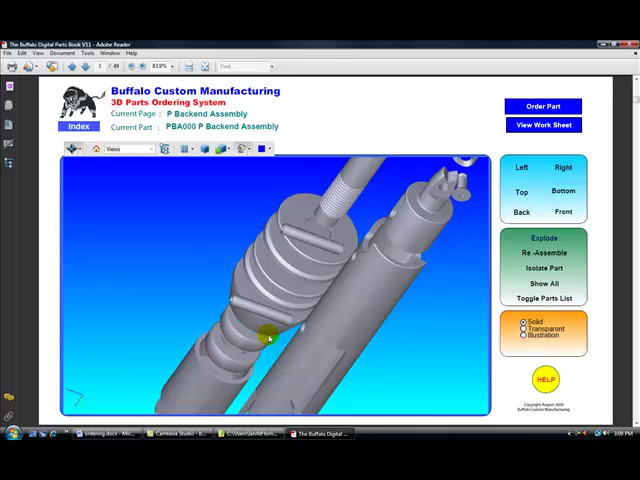 The Buffalo Digital Parts Book V11 - Adobe Reader
File Edit View Document Tools Window Help
3 / 49 83.9% Find
Buffalo Custom Manufacturing
3D Parts Ordering System
Current Page: P Backend Assembly
Current Part: PBA000 P Backend Assembly
Index
Order Part
View Work Sheet
Views
Left Right
Top Bottom
Back Front
Explode
Re -Assemble
Isolate Part
Show All
Toggle Parts List
Solid
Transparent
Illustration
HELP
Copyright August 2009
Buffalo Custom Manufacturing
ordering.docx - Mic...
Camtasia Studio - b...
C:\Users\IanAtHom...
The Buffalo Digital ...
3:09 PM